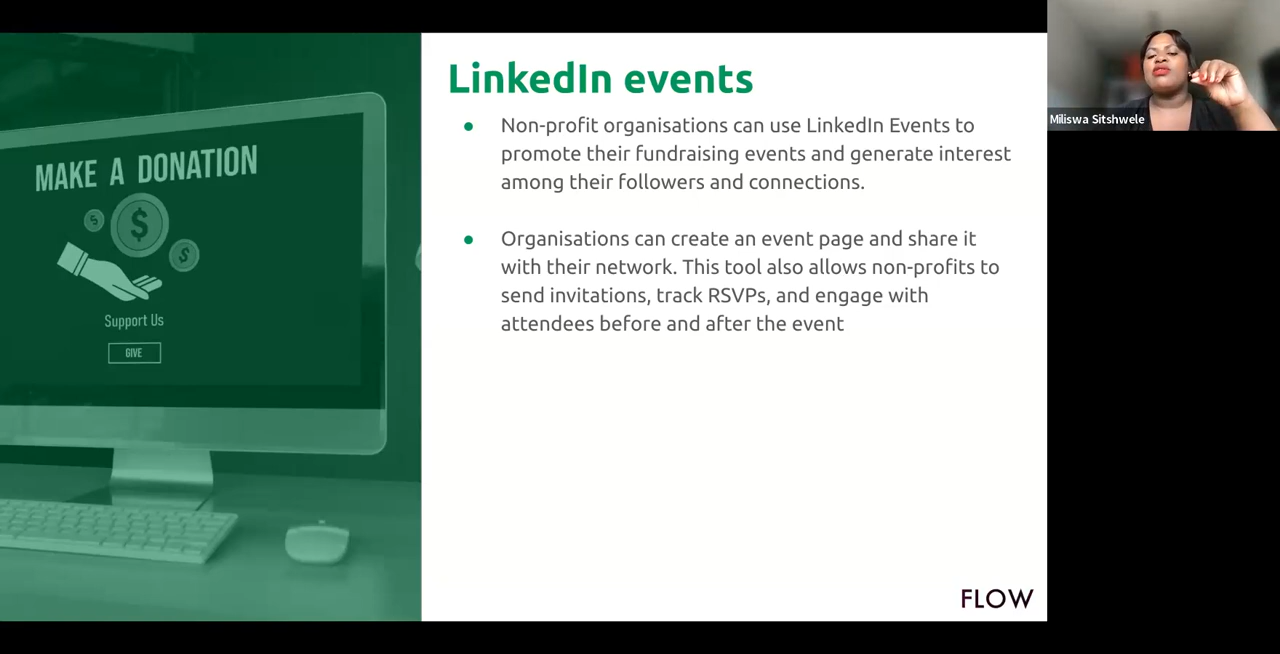 LinkedIn events
● Non-profit organisations can use LinkedIn Events to
promote their fundraising events and generate interest
among their followers and connections.
● Organisations can create an event page and share it
with their network. This tool also allows non-profits to
send invitations, track RSVPs, and engage with
attendees before and after the event
MAKE A DONATION
$
$
$
Support Us
GIVE
FLOW
Miliswa Sitshwele